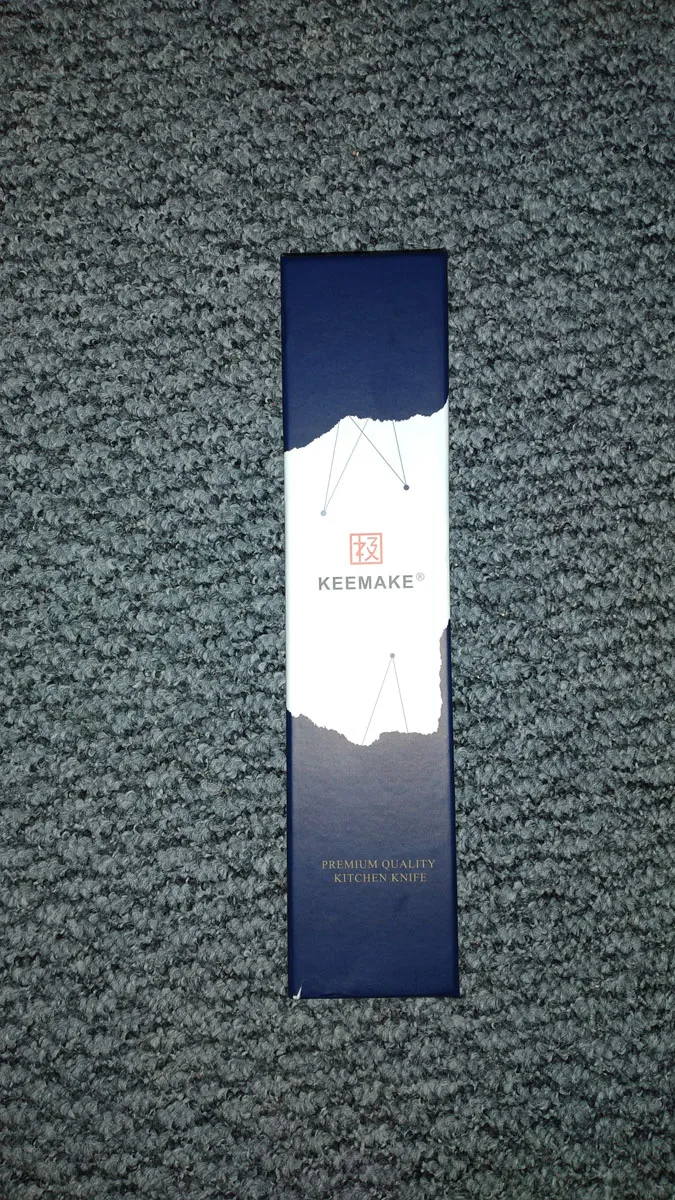 极
KEEMAKE®
PREMIUM QUALITY
KITCHEN KNIFE